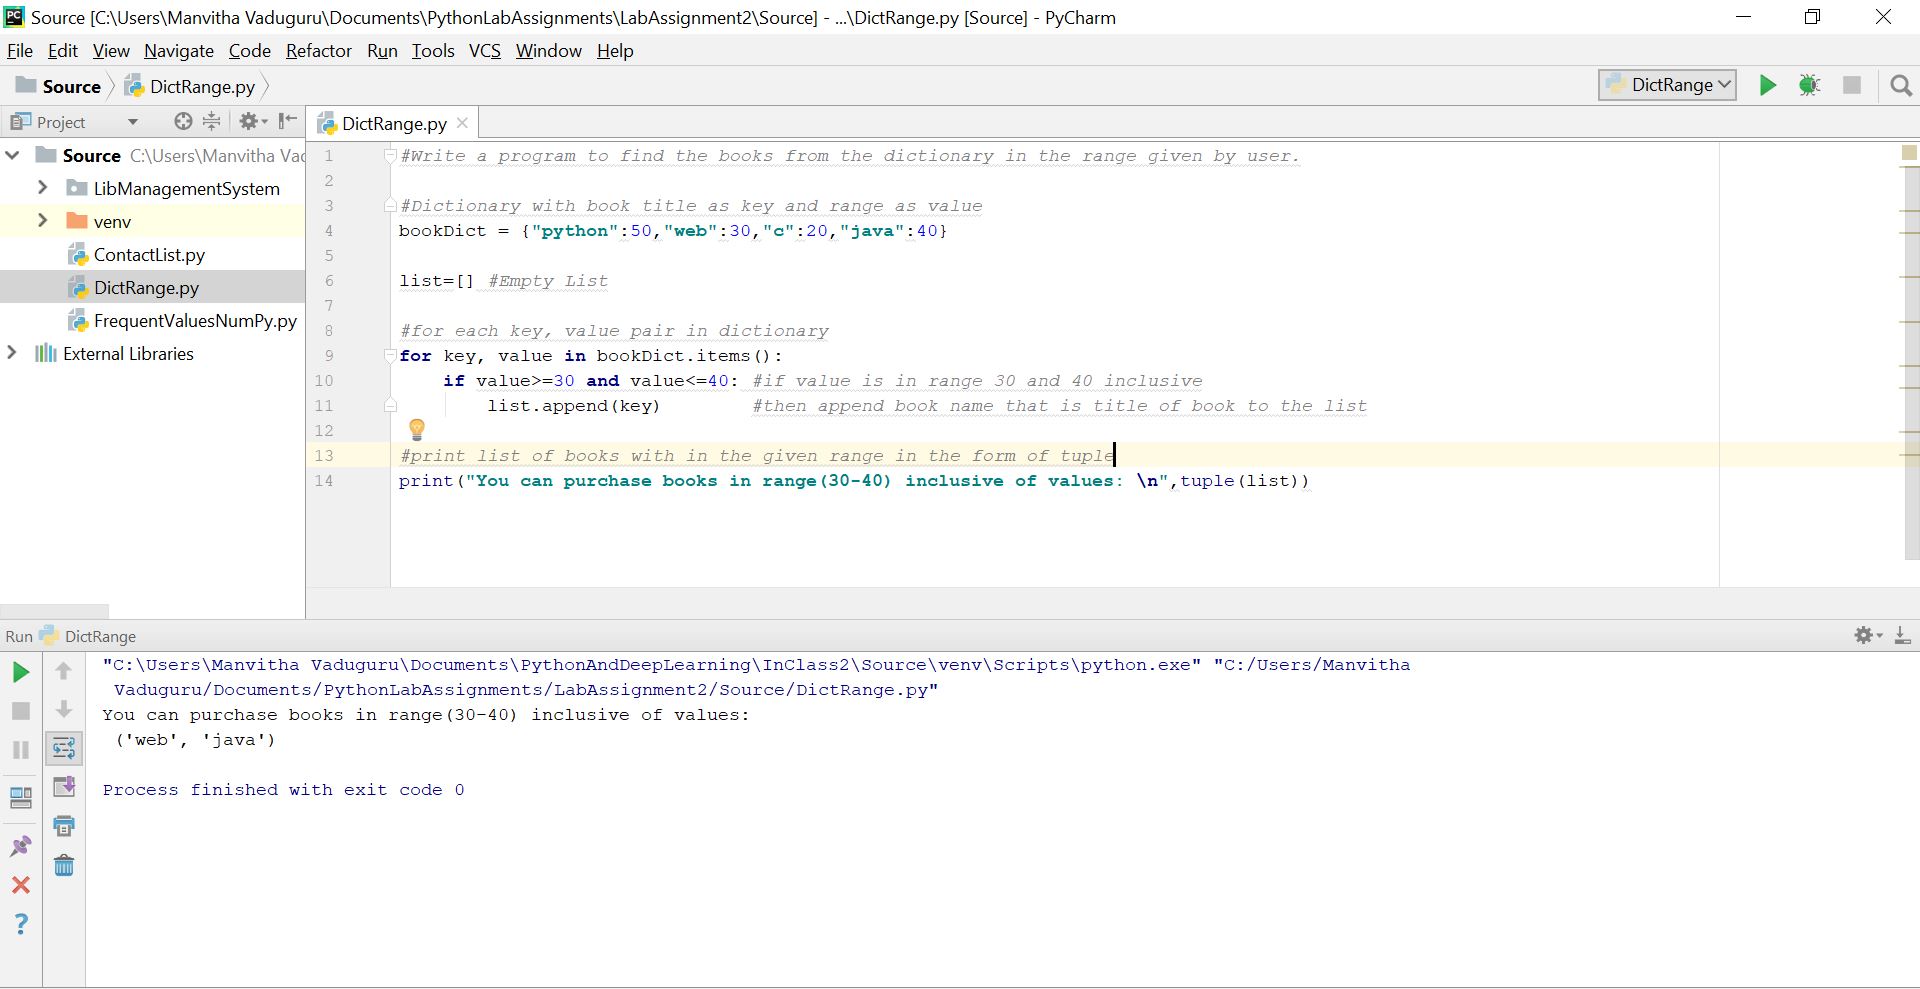 Source [C:\Users\Manvitha Vaduguru\Documents\PythonLabAssignments\LabAssignment2\Source] - ...\DictRange.py [Source] - PyCharm
File Edit View Navigate Code Refactor Run Tools VCS Window Help
Source DictRange.py DictRange
Project DictRange.py
Source C:\Users\Manvitha Vad
LibManagementSystem
venv
ContactList.py
DictRange.py
FrequentValuesNumPy.py
External Libraries
1 #Write a program to find the books from the dictionary in the range given by user.
2
3 #Dictionary with book title as key and range as value
4 bookDict = {"python":50,"web":30,"c":20,"java":40}
5
6 list=[] #Empty List
7
8 #for each key, value pair in dictionary
9 for key, value in bookDict.items():
10 if value>=30 and value<=40: #if value is in range 30 and 40 inclusive
11 list.append(key) #then append book name that is title of book to the list
12
13 #print list of books with in the given range in the form of tuple
14 print("You can purchase books in range(30-40) inclusive of values: \n",tuple(list))
Run DictRange
"C:\Users\Manvitha Vaduguru\Documents\PythonAndDeepLearning\InClass2\Source\venv\Scripts\python.exe" "C:/Users/Manvitha
Vaduguru/Documents/PythonLabAssignments/LabAssignment2/Source/DictRange.py"
You can purchase books in range(30-40) inclusive of values:
('web', 'java')
Process finished with exit code 0